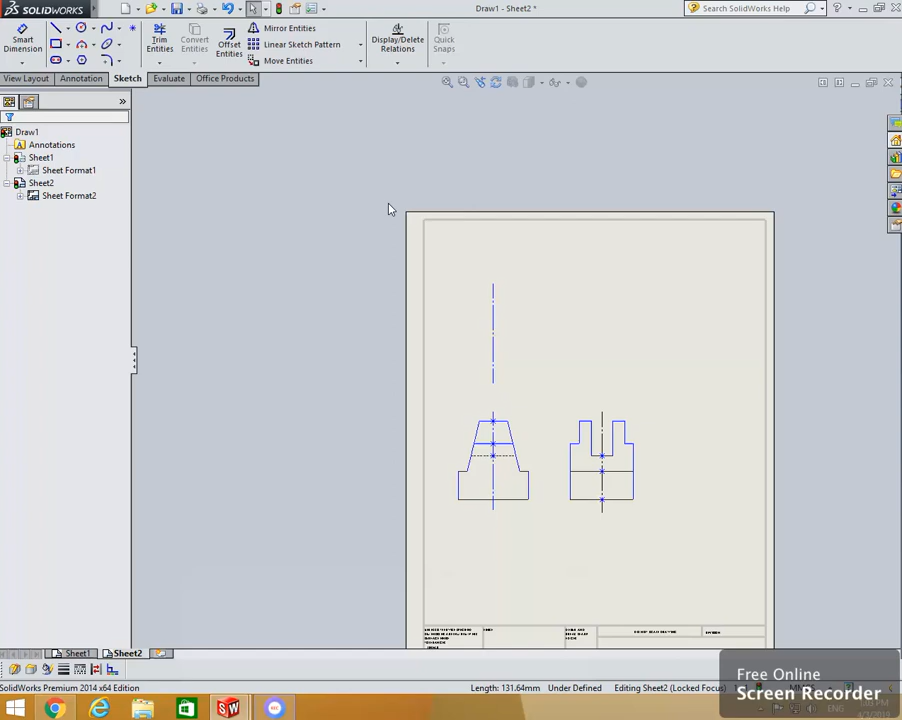 SOLIDWORKS
Draw1 - Sheet2 *
Search SolidWorks
Smart Dimension
Trim Entities
Convert Entities
Offset Entities
Mirror Entities
Linear Sketch Pattern
Move Entities
Display/Delete Relations
Quick Snaps
View Layout
Annotation
Sketch
Evaluate
Office Products
Draw1
Annotations
Sheet1
Sheet Format1
Sheet2
Sheet Format2
Sheet1
Sheet2
SolidWorks Premium 2014 x64 Edition
Length: 131.64mm
Under Defined
Editing Sheet2 (Locked Focus)
Free Online
Screen Recorder
ENG